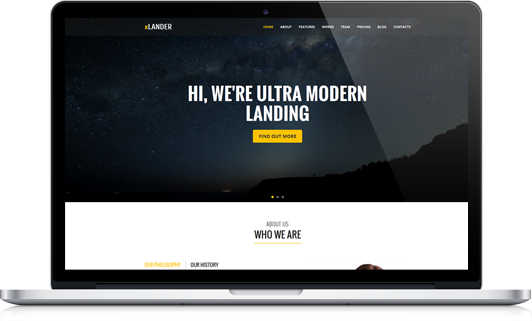 xLANDER
HOME ABOUT FEATURES WORKS TEAM PRICING BLOG CONTACTS
HI, WE'RE ULTRA MODERN
LANDING
FIND OUT MORE
ABOUT US
WHO WE ARE
OUR PHILOSOPHY OUR HISTORY